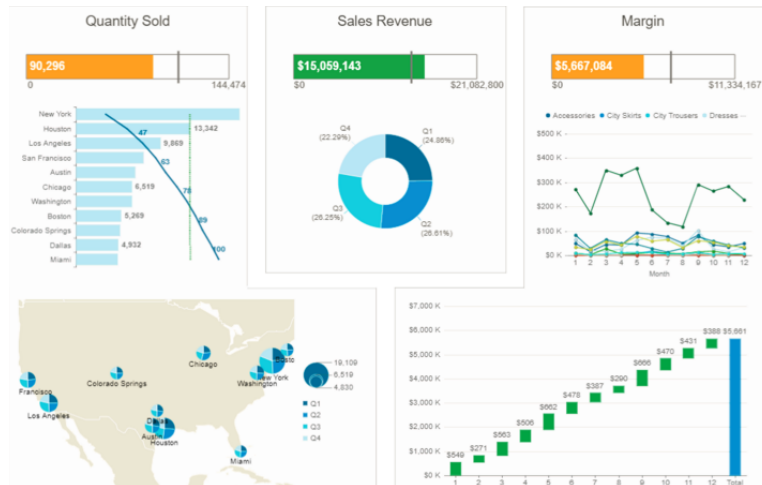 Quantity Sold
90,296
0 144,474
New York
Houston 13,342
Los Angeles 9,869
San Francisco
Austin
Chicago 6,519
Washington
Boston 5,269
Colorado Springs
Dallas 4,932
Miami
47
63
78
89
100
Sales Revenue
$15,059,143
$0 $21,082,800
Q4
(22.29%)
Q1
(24.86%)
Q3
(26.25%)
Q2
(26.61%)
Margin
$5,667,084
$0 $11,334,167
Accessories City Skirts City Trousers Dresses
$500 K
$400 K
$300 K
$200 K
$100 K
$0 K
1 2 3 4 5 6 7 8 9 10 11 12
Month
Chicago
New York
Washington
Colorado Springs
Francisco
Los Angeles
Austin
Houston
Miami
19,109
6,519
4,830
Q1
Q2
Q3
Q4
$7,000 K
$6,000 K
$5,000 K
$4,000 K
$3,000 K
$2,000 K
$1,000 K
$0 K
$549
$271
$563
$506
$662
$478
$387
$290
$666
$470
$431
$388
$5,661
1 2 3 4 5 6 7 8 9 10 11 12 Total